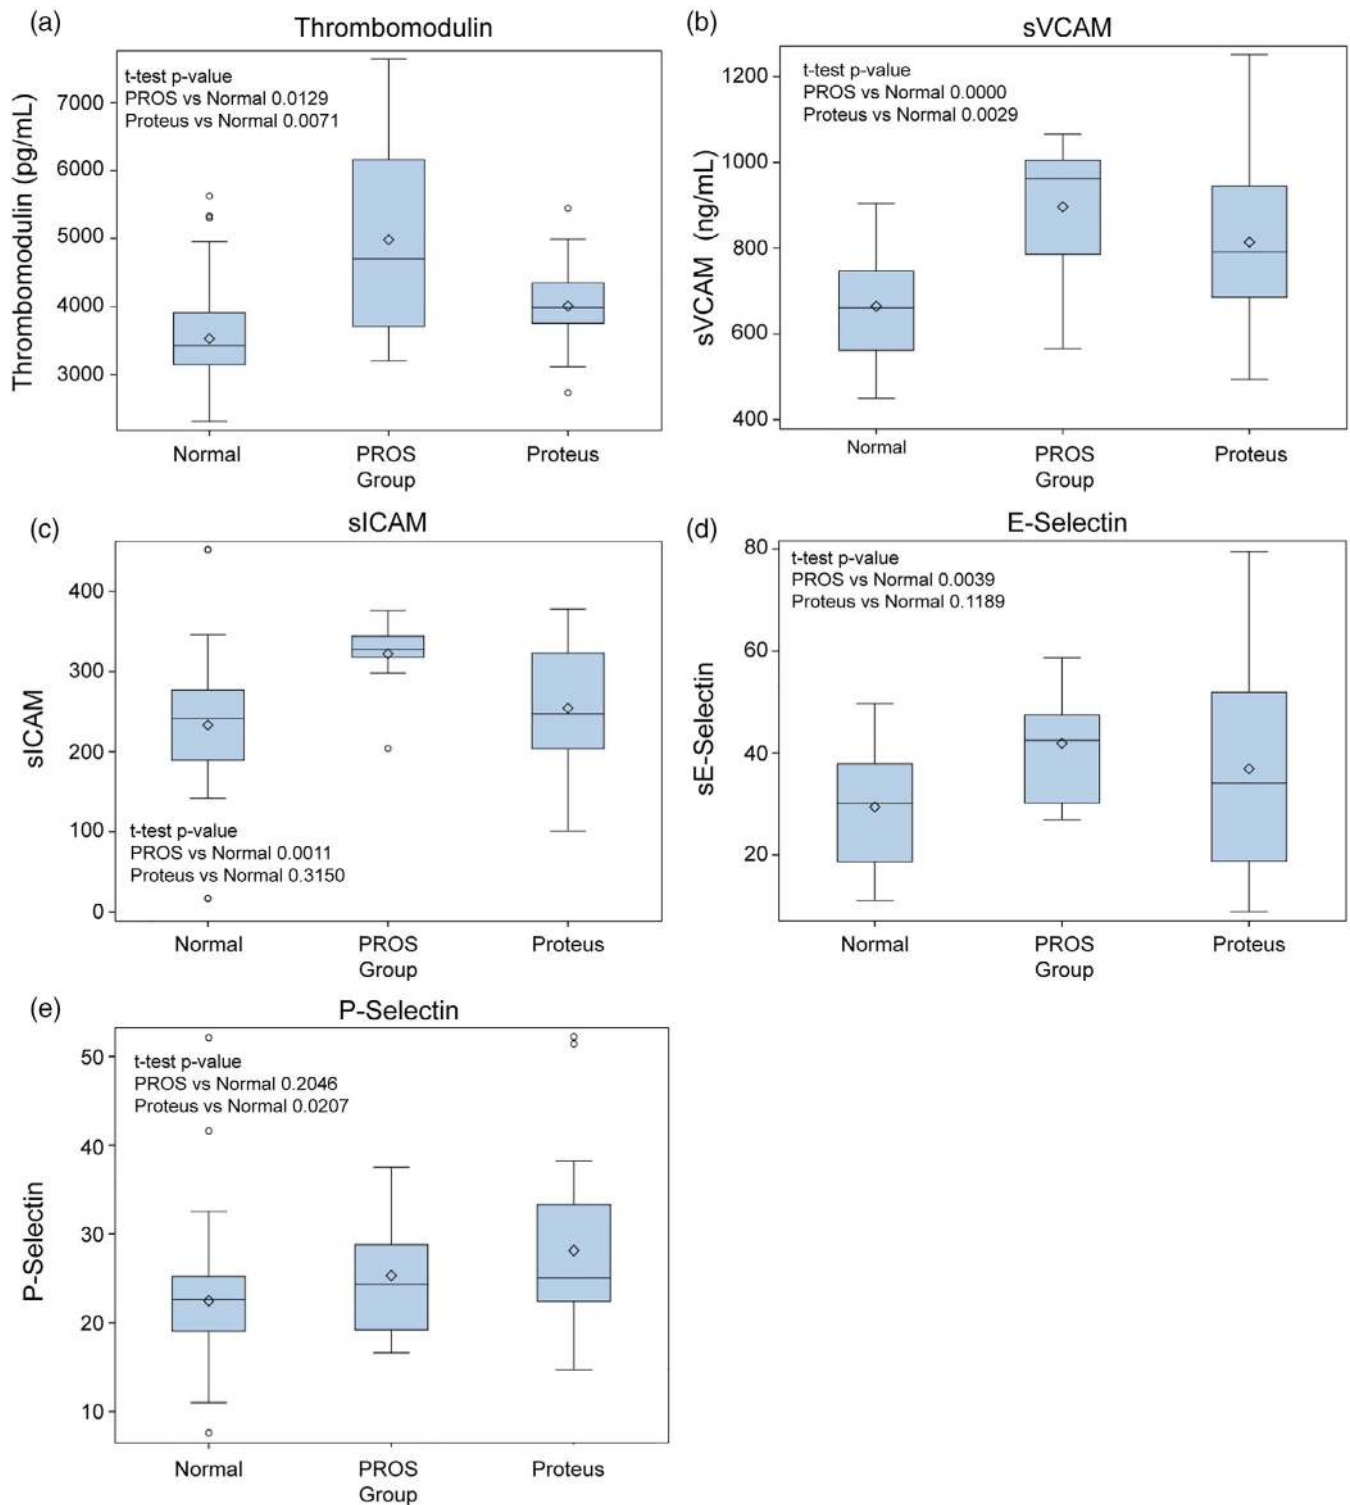 (a)
Thrombomodulin
t-test p-value
PROS vs Normal 0.0129
Proteus vs Normal 0.0071
Thrombomodulin (pg/mL)
7000
6000
5000
4000
3000
Normal
PROS
Proteus
Group
(b)
sVCAM
t-test p-value
PROS vs Normal 0.0000
Proteus vs Normal 0.0029
sVCAM (ng/mL)
1200
1000
800
600
400
Normal
PROS
Proteus
Group
(c)
sICAM
sICAM
400
300
200
100
0
t-test p-value
PROS vs Normal 0.0011
Proteus vs Normal 0.3150
Normal
PROS
Proteus
Group
(d)
E-Selectin
t-test p-value
PROS vs Normal 0.0039
Proteus vs Normal 0.1189
sE-Selectin
80
60
40
20
Normal
PROS
Proteus
Group
(e)
P-Selectin
t-test p-value
PROS vs Normal 0.2046
Proteus vs Normal 0.0207
P-Selectin
50
40
30
20
10
Normal
PROS
Proteus
Group